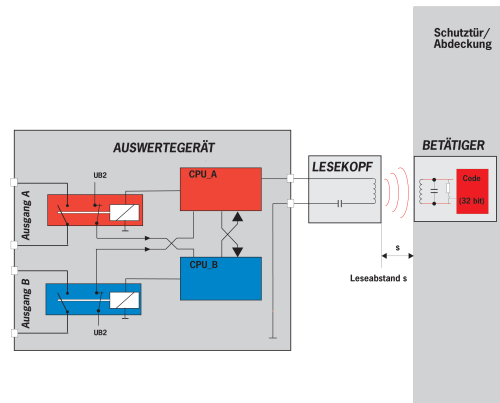 Schutztür/
Abdeckung
AUSWERTEGERÄT
LESEKOPF
BETÄTIGER
UB2
CPU_A
Code
(32 bit)
Ausgang A
s
CPU_B
Leseabstand s
Ausgang B
UB2